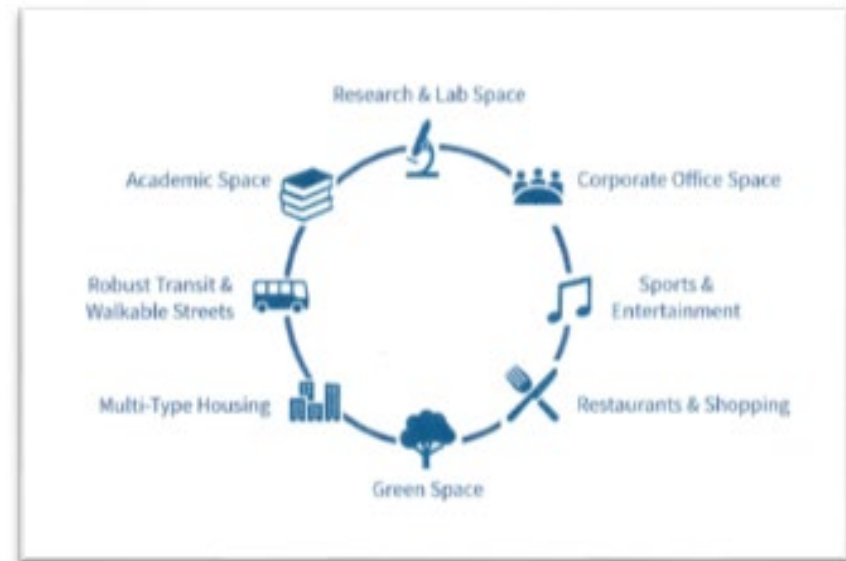 Research & Lab Space
Academic Space
Corporate Office Space
Robust Transit &
Walkable Streets
Sports &
Entertainment
Multi-Type Housing
Restaurants & Shopping
Green Space